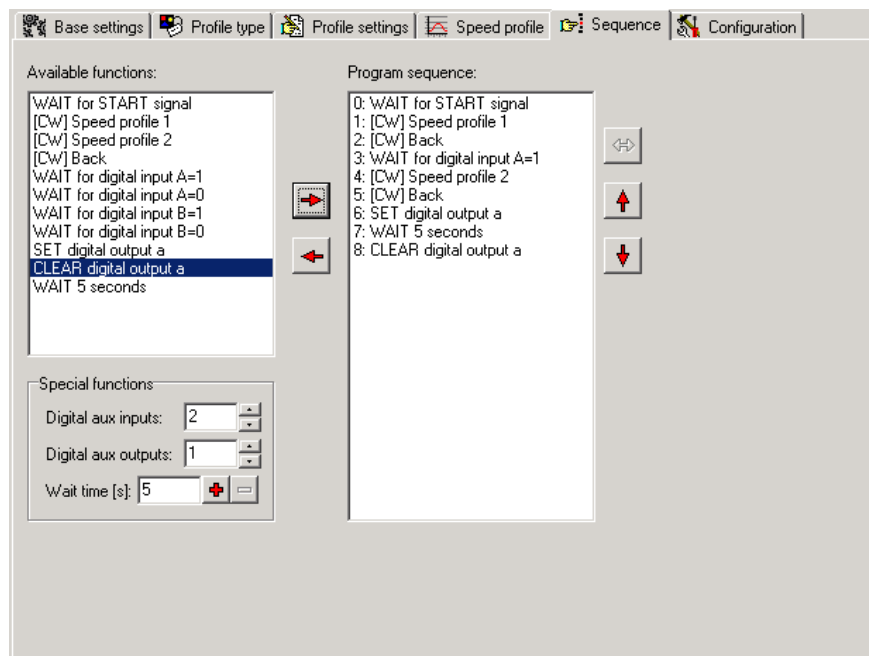 Base settings Profile type Profile settings Speed profile Sequence Configuration
Available functions:
WAIT for START signal
[CW] Speed profile 1
[CW] Speed profile 2
[CW] Back
WAIT for digital input A=1
WAIT for digital input A=0
WAIT for digital input B=1
WAIT for digital input B=0
SET digital output a
CLEAR digital output a
WAIT 5 seconds
Program sequence:
0: WAIT for START signal
1: [CW] Speed profile 1
2: [CW] Back
3: WAIT for digital input A=1
4: [CW] Speed profile 2
5: [CW] Back
6: SET digital output a
7: WAIT 5 seconds
8: CLEAR digital output a
Special functions
Digital aux inputs: 2
Digital aux outputs: 1
Wait time [s]: 5